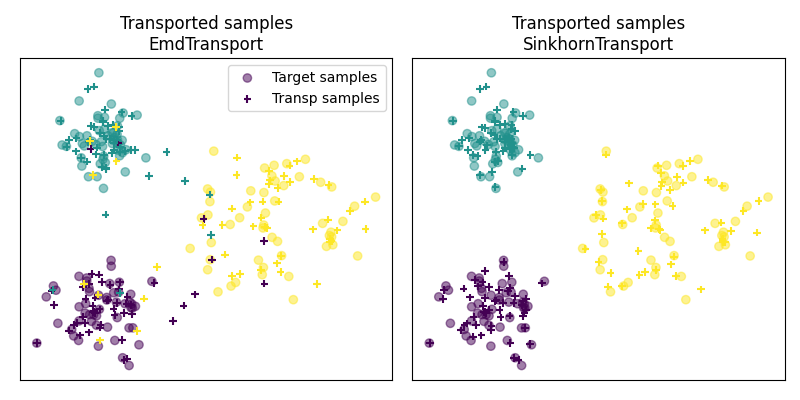 Transported samples
EmdTransport
Target samples
Transp samples
Transported samples
SinkhornTransport